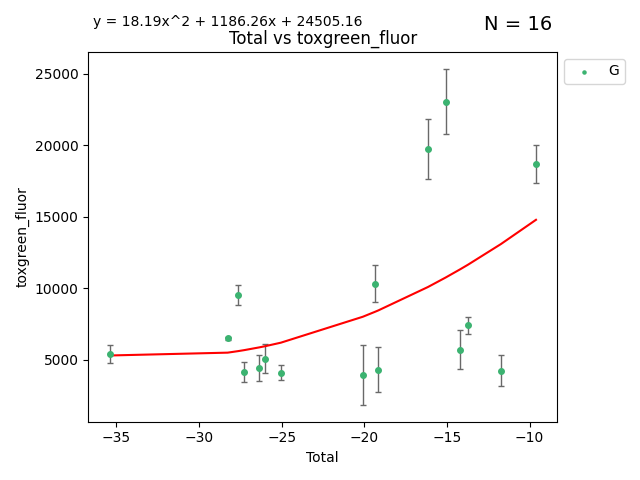 y = 18.19x^2 + 1186.26x + 24505.16
N = 16
Total vs toxgreen_fluor
G
toxgreen_fluor
25000
20000
15000
10000
5000
−35
−30
−25
−20
−15
−10
Total